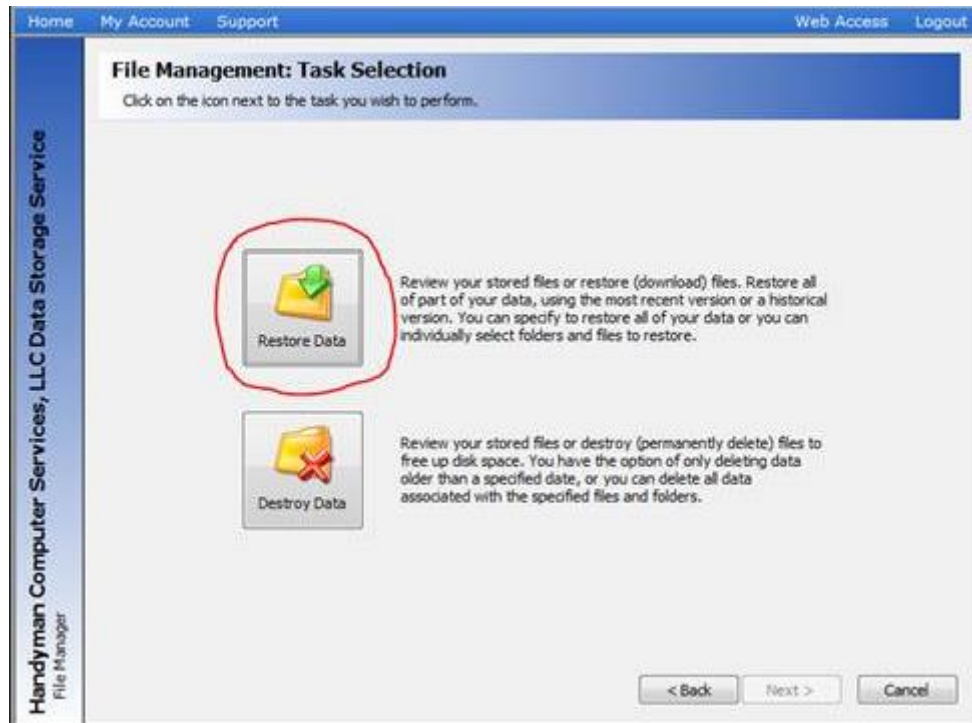 Home My Account Support Web Access Logout
File Management: Task Selection
Click on the icon next to the task you wish to perform.
Handyman Computer Services, LLC Data Storage Service
File Manager
Restore Data
Review your stored files or restore (download) files. Restore all
of part of your data, using the most recent version or a historical
version. You can specify to restore all of your data or you can
individually select folders and files to restore.
Destroy Data
Review your stored files or destroy (permanently delete) files to
free up disk space. You have the option of only deleting data
older than a specified date, or you can delete all data
associated with the specified files and folders.
< Back Next > Cancel